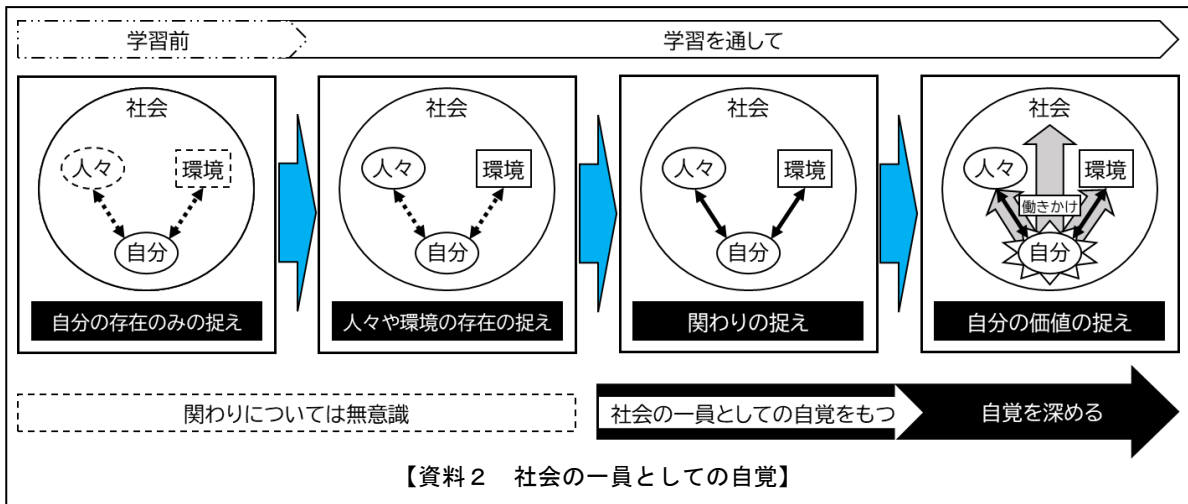 学習前
学習を通して
社会
人々
環境
自分
自分の存在のみの捉え
社会
人々
環境
自分
人々や環境の存在の捉え
社会
人々
環境
自分
関わりの捉え
社会
人々
環境
働きかけ
自分
自分の価値の捉え
関わりについては無意識
社会の一員としての自覚をもつ
自覚を深める
【資料２　社会の一員としての自覚】